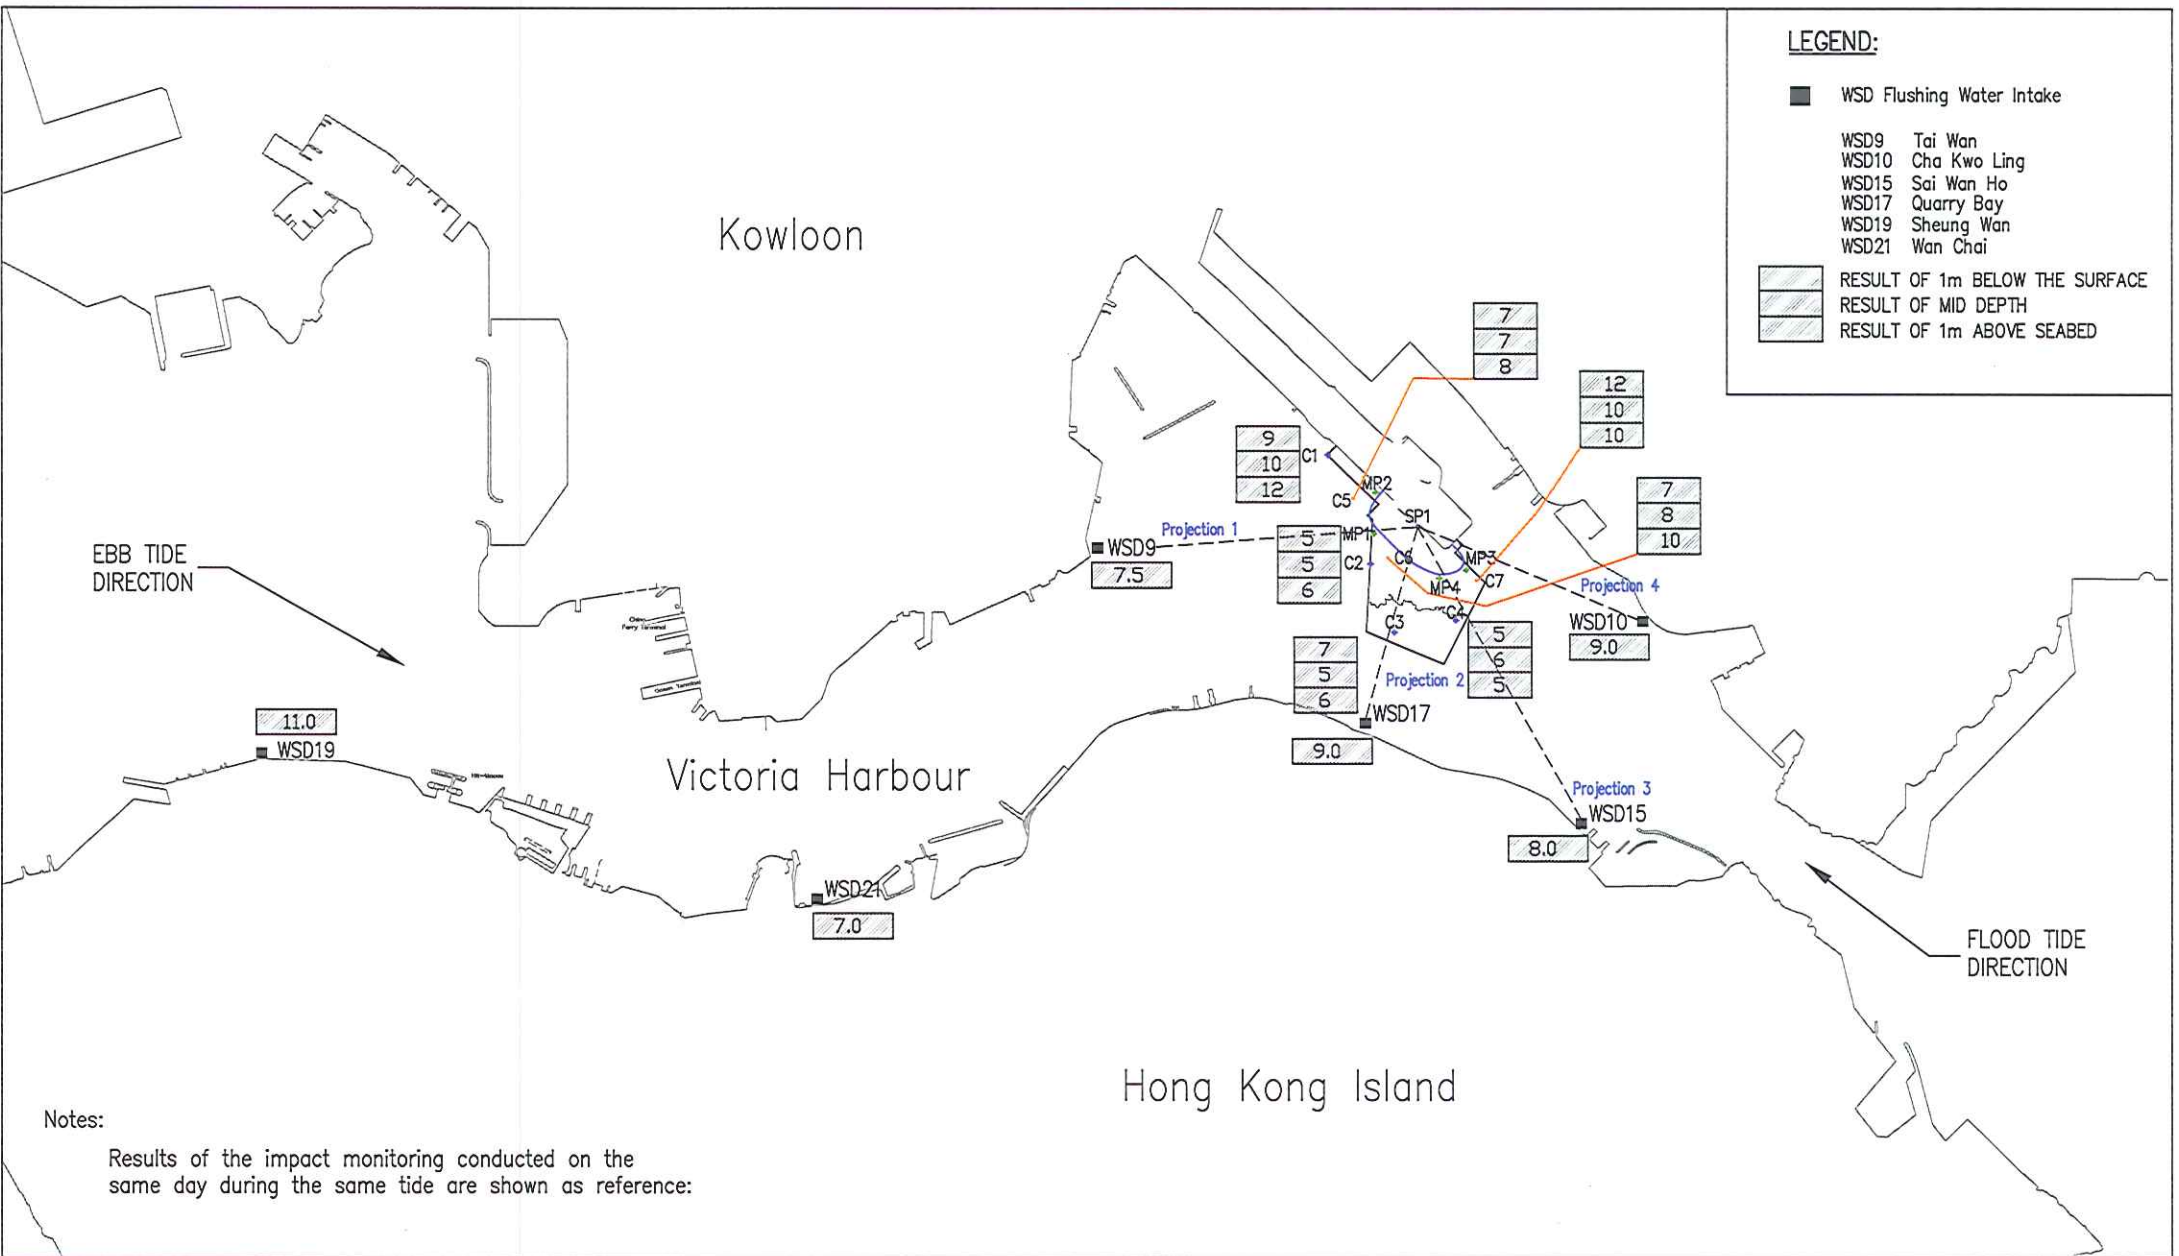 LEGEND:
WSD Flushing Water Intake
WSD9 Tai Wan
WSD10 Cha Kwo Ling
WSD15 Sai Wan Ho
WSD17 Quarry Bay
WSD19 Sheung Wan
WSD21 Wan Chai
RESULT OF 1m BELOW THE SURFACE
RESULT OF MID DEPTH
RESULT OF 1m ABOVE SEABED
Kowloon
7
7
8
12
10
10
9
10
12
C1
7
8
10
MP2
C5
SP1
Projection 1
MP1
5
5
6
WSD9
7.5
C2
C6
MP3
C7
MP4
Projection 4
EBB TIDE
DIRECTION
C3
C4
WSD10
9.0
China
Ferry Terminal
Ocean Terminal
7
5
6
5
6
5
Projection 2
WSD17
9.0
11.0
WSD19
Victoria Harbour
Projection 3
WSD15
8.0
WSD21
7.0
FLOOD TIDE
DIRECTION
Hong Kong Island
Notes:
Results of the impact monitoring conducted on the
same day during the same tide are shown as reference: